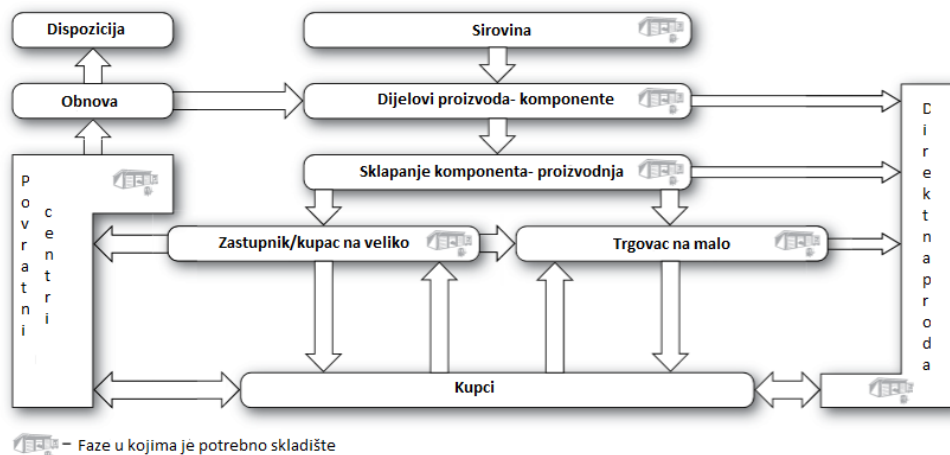 Dispozicija
Sirovina
Obnova
Dijelovi proizvoda- komponente
Sklapanje komponenta- proizvodnja
Povratni
centri
Zastupnik/kupac na veliko
Trgovac na malo
Direktna proda
Kupci
– Faze u kojima je potrebno skladište